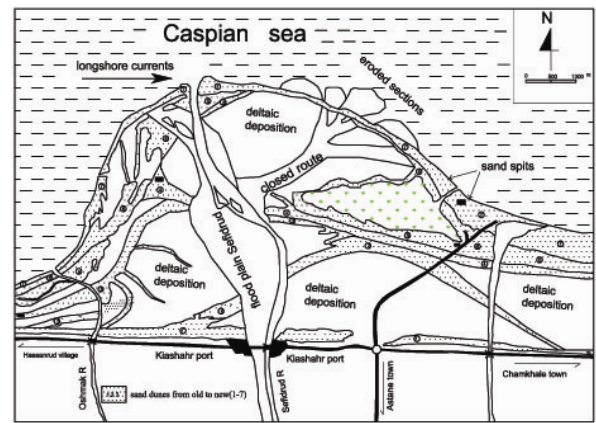 Caspian sea
N
0 500 1300 m
longshore currents
eroded sections
deltaic
deposition
sand spits
closed route
flood plain Sefidrud
deltaic
deposition
deltaic
deposition
deltaic
deposition
Hassanrud village
Kiashahr port
Kiashahr port
Chamkhale town
Oshmak R
Sefidrud R
Astane town
sand dunes from old to new(1-7)